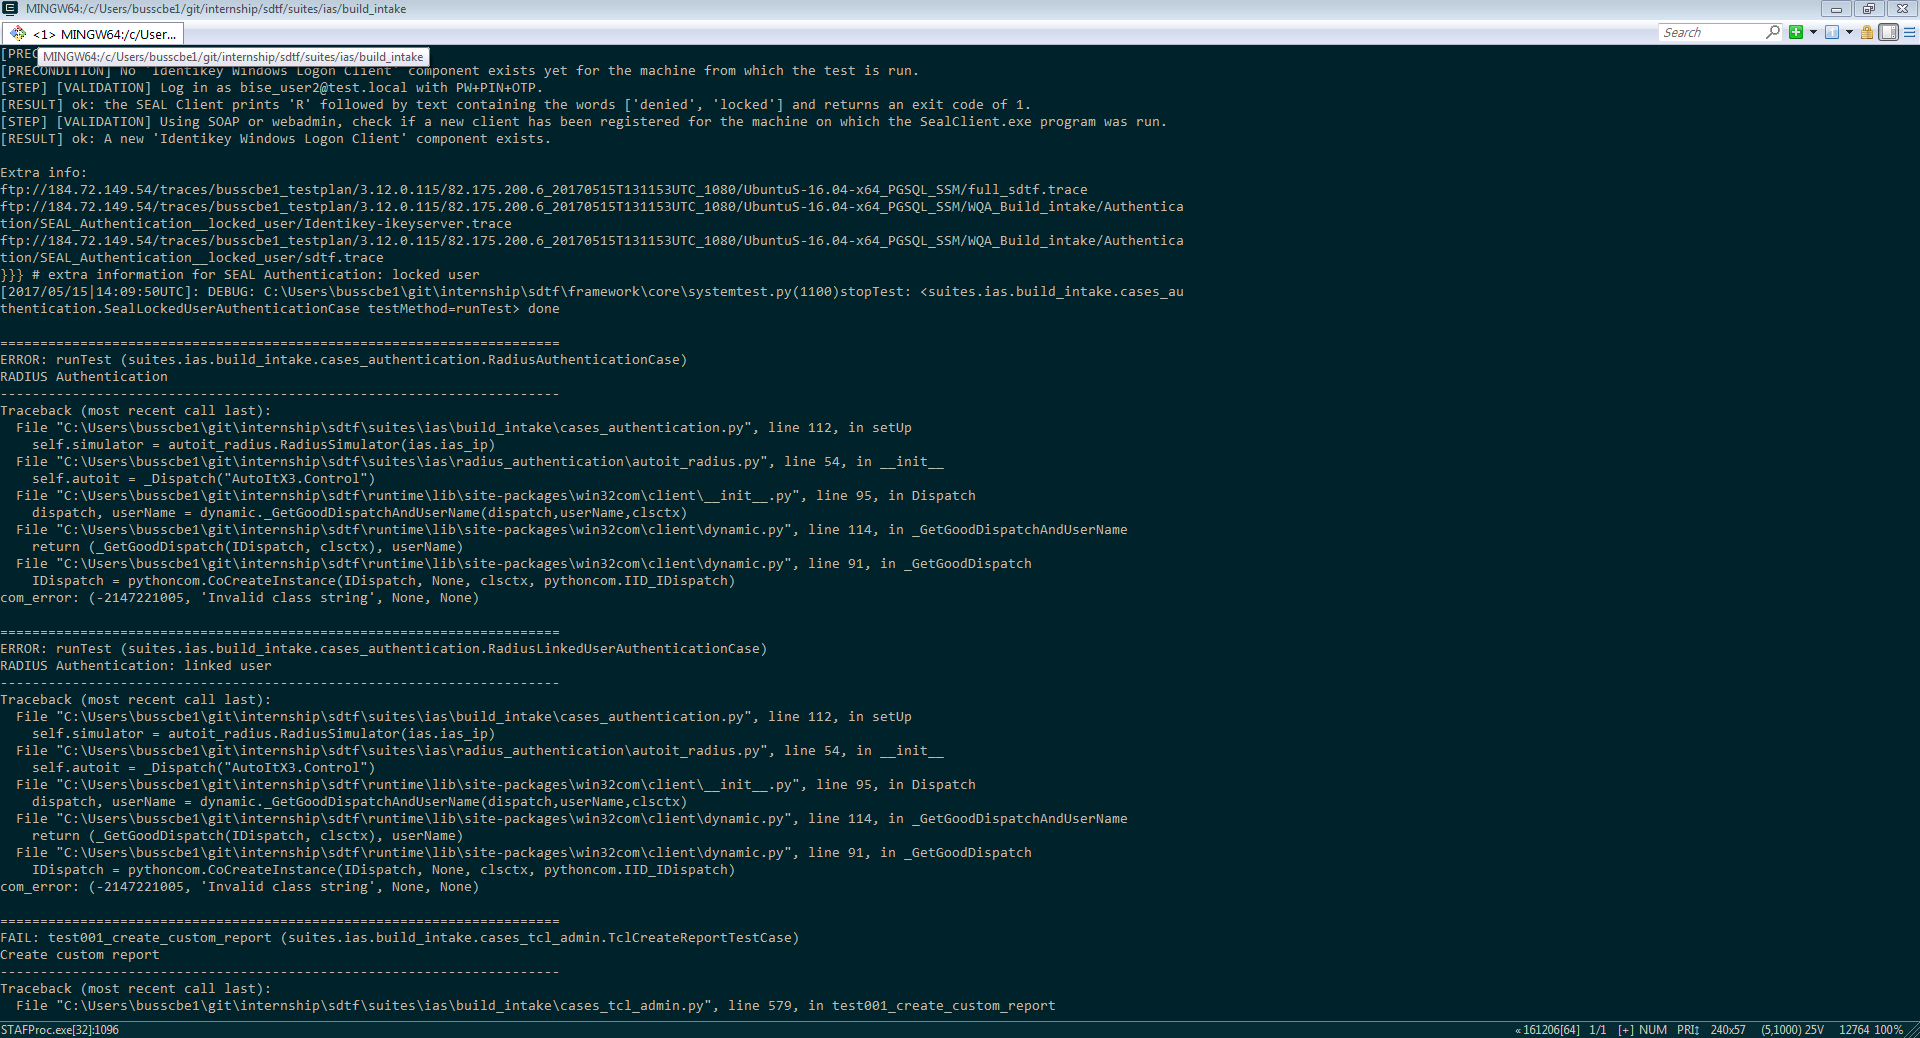 MINGW64:/c/Users/busscbe1/git/internship/sdtf/suites/ias/build_intake
<1> MINGW64:/c/User...
Search
[PREC
MINGW64:/c/Users/busscbe1/git/internship/sdtf/suites/ias/build_intake
[PRECONDITION] No 'Identikey Windows Logon Client' component exists yet for the machine from which the test is run.
[STEP] [VALIDATION] Log in as bise_user2@test.local with PW+PIN+OTP.
[RESULT] ok: the SEAL Client prints 'R' followed by text containing the words ['denied', 'locked'] and returns an exit code of 1.
[STEP] [VALIDATION] Using SOAP or webadmin, check if a new client has been registered for the machine on which the SealClient.exe program was run.
[RESULT] ok: A new 'Identikey Windows Logon Client' component exists.
Extra info:
ftp://184.72.149.54/traces/busscbe1_testplan/3.12.0.115/82.175.200.6_20170515T131153UTC_1080/UbuntuS-16.04-x64_PGSQL_SSM/full_sdtf.trace
ftp://184.72.149.54/traces/busscbe1_testplan/3.12.0.115/82.175.200.6_20170515T131153UTC_1080/UbuntuS-16.04-x64_PGSQL_SSM/WQA_Build_intake/Authentica
tion/SEAL_Authentication__locked_user/Identikey-ikeyserver.trace
ftp://184.72.149.54/traces/busscbe1_testplan/3.12.0.115/82.175.200.6_20170515T131153UTC_1080/UbuntuS-16.04-x64_PGSQL_SSM/WQA_Build_intake/Authentica
tion/SEAL_Authentication__locked_user/sdtf.trace
}}} # extra information for SEAL Authentication: locked user
[2017/05/15|14:09:50UTC]: DEBUG: C:\Users\busscbe1\git\internship\sdtf\framework\core\systemtest.py(1100)stopTest: <suites.ias.build_intake.cases_au
thentication.SealLockedUserAuthenticationCase testMethod=runTest> done
======================================================================
ERROR: runTest (suites.ias.build_intake.cases_authentication.RadiusAuthenticationCase)
RADIUS Authentication
----------------------------------------------------------------------
Traceback (most recent call last):
  File "C:\Users\busscbe1\git\internship\sdtf\suites\ias\build_intake\cases_authentication.py", line 112, in setUp
    self.simulator = autoit_radius.RadiusSimulator(ias.ias_ip)
  File "C:\Users\busscbe1\git\internship\sdtf\suites\ias\radius_authentication\autoit_radius.py", line 54, in __init__
    self.autoit = _Dispatch("AutoItX3.Control")
  File "C:\Users\busscbe1\git\internship\sdtf\runtime\lib\site-packages\win32com\client\__init__.py", line 95, in Dispatch
    dispatch, userName = dynamic._GetGoodDispatchAndUserName(dispatch,userName,clsctx)
  File "C:\Users\busscbe1\git\internship\sdtf\runtime\lib\site-packages\win32com\client\dynamic.py", line 114, in _GetGoodDispatchAndUserName
    return (_GetGoodDispatch(IDispatch, clsctx), userName)
  File "C:\Users\busscbe1\git\internship\sdtf\runtime\lib\site-packages\win32com\client\dynamic.py", line 91, in _GetGoodDispatch
    IDispatch = pythoncom.CoCreateInstance(IDispatch, None, clsctx, pythoncom.IID_IDispatch)
com_error: (-2147221005, 'Invalid class string', None, None)
======================================================================
ERROR: runTest (suites.ias.build_intake.cases_authentication.RadiusLinkedUserAuthenticationCase)
RADIUS Authentication: linked user
----------------------------------------------------------------------
Traceback (most recent call last):
  File "C:\Users\busscbe1\git\internship\sdtf\suites\ias\build_intake\cases_authentication.py", line 112, in setUp
    self.simulator = autoit_radius.RadiusSimulator(ias.ias_ip)
  File "C:\Users\busscbe1\git\internship\sdtf\suites\ias\radius_authentication\autoit_radius.py", line 54, in __init__
    self.autoit = _Dispatch("AutoItX3.Control")
  File "C:\Users\busscbe1\git\internship\sdtf\runtime\lib\site-packages\win32com\client\__init__.py", line 95, in Dispatch
    dispatch, userName = dynamic._GetGoodDispatchAndUserName(dispatch,userName,clsctx)
  File "C:\Users\busscbe1\git\internship\sdtf\runtime\lib\site-packages\win32com\client\dynamic.py", line 114, in _GetGoodDispatchAndUserName
    return (_GetGoodDispatch(IDispatch, clsctx), userName)
  File "C:\Users\busscbe1\git\internship\sdtf\runtime\lib\site-packages\win32com\client\dynamic.py", line 91, in _GetGoodDispatch
    IDispatch = pythoncom.CoCreateInstance(IDispatch, None, clsctx, pythoncom.IID_IDispatch)
com_error: (-2147221005, 'Invalid class string', None, None)
======================================================================
FAIL: test001_create_custom_report (suites.ias.build_intake.cases_tcl_admin.TclCreateReportTestCase)
Create custom report
----------------------------------------------------------------------
Traceback (most recent call last):
  File "C:\Users\busscbe1\git\internship\sdtf\suites\ias\build_intake\cases_tcl_admin.py", line 579, in test001_create_custom_report
STAFProc.exe[32]:1096
«161206[64] 1/1 [+] NUM PRI↕ 240x57 (5,1000) 25V 12764 100%